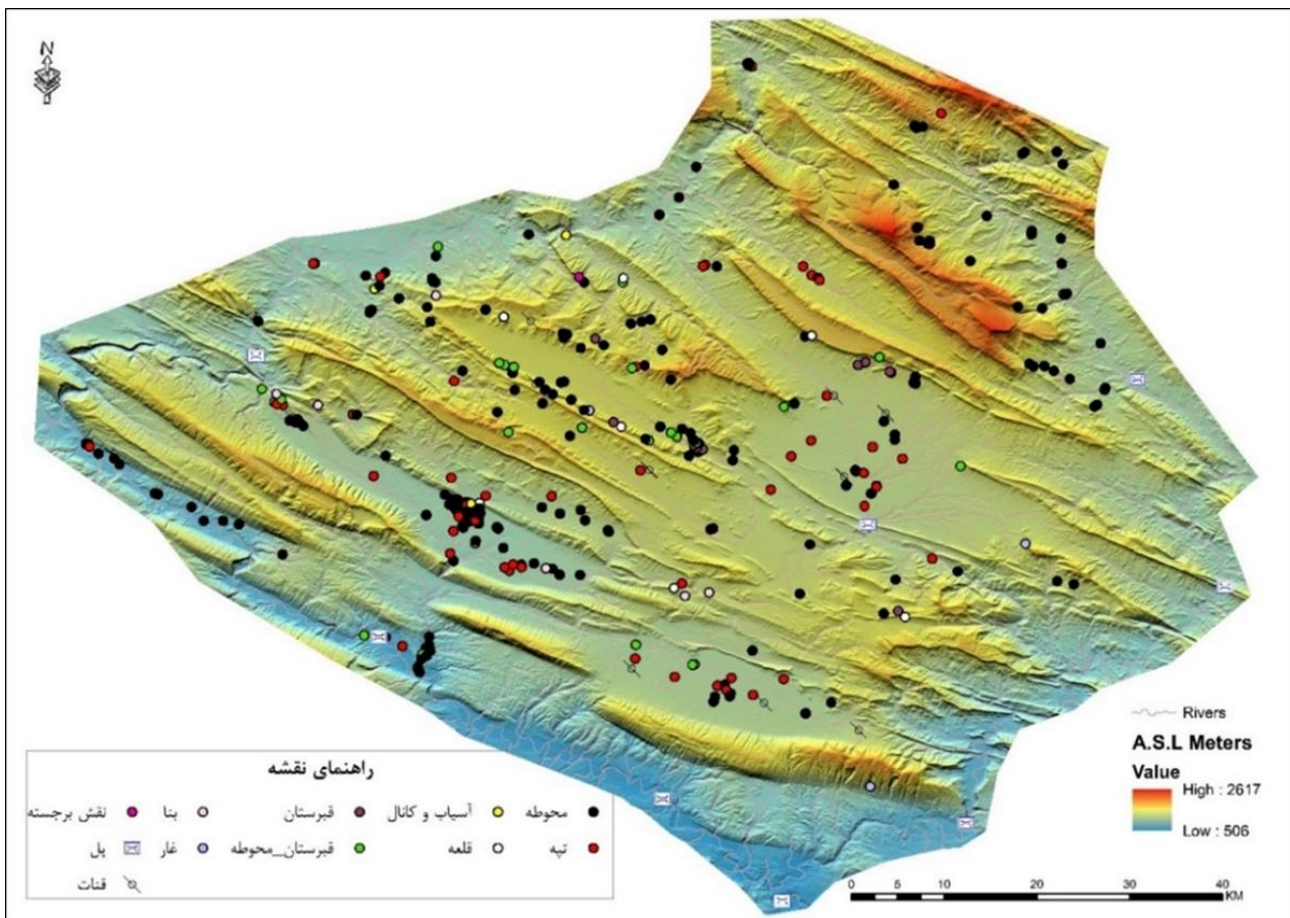 N
راهنمای نقشه
محوطه آسیاب و کانال قبرستان بنا نقش برجسته
تپه قلعه قبرستان_محوطه غار پل
قنات
Rivers
A.S.L Meters
Value
High : 2617
Low : 506
0 5 10 20 30 40
KM